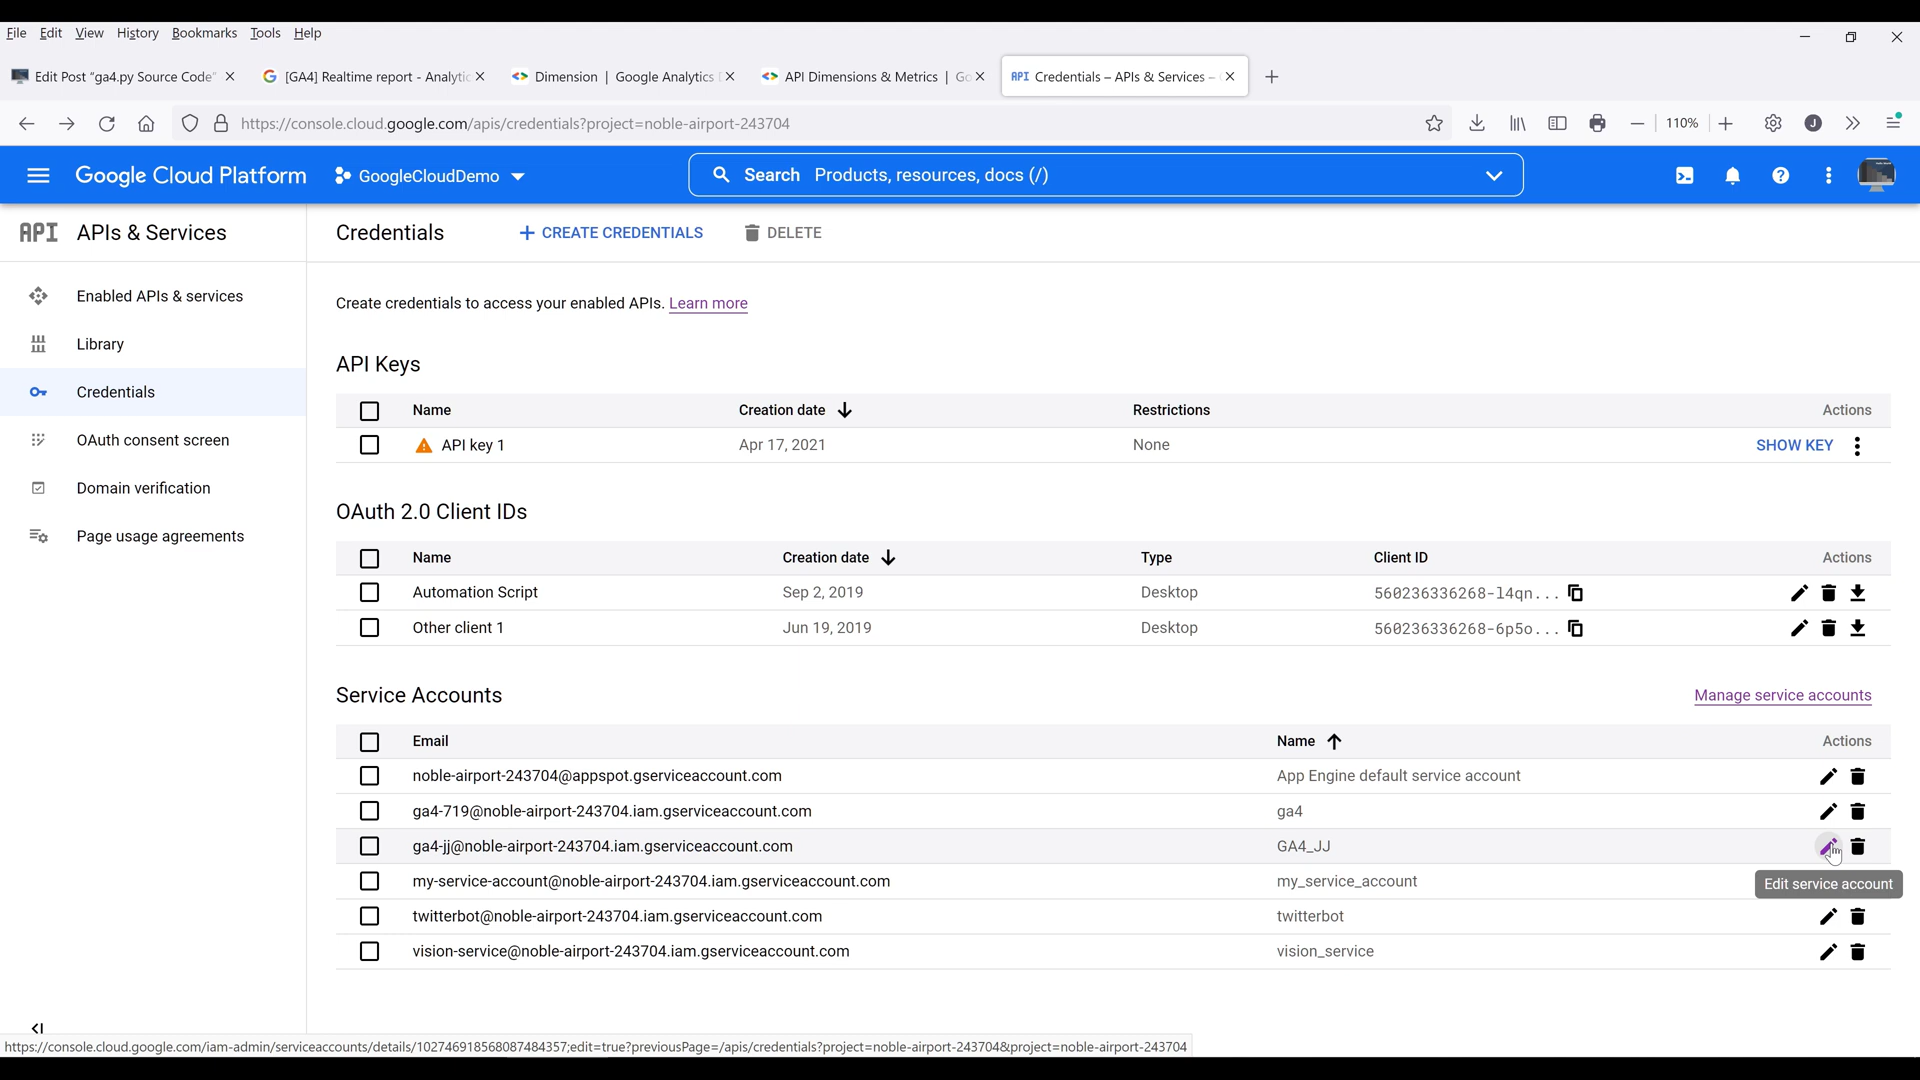 File Edit View History Bookmarks Tools Help
Edit Post "ga4.py Source Code"
[GA4] Realtime report - Analytic
Dimension | Google Analytics
API Dimensions & Metrics | Go
API Credentials – APIs & Services –
https://console.cloud.google.com/apis/credentials?project=noble-airport-243704
110%
J
Google Cloud Platform
GoogleCloudDemo
Search Products, resources, docs (/)
API APIs & Services
Credentials
+ CREATE CREDENTIALS
DELETE
Enabled APIs & services
Library
Credentials
OAuth consent screen
Domain verification
Page usage agreements
Create credentials to access your enabled APIs. Learn more
API Keys
Name Creation date Restrictions Actions
API key 1 Apr 17, 2021 None SHOW KEY
OAuth 2.0 Client IDs
Name Creation date Type Client ID Actions
Automation Script Sep 2, 2019 Desktop 560236336268-l4qn...
Other client 1 Jun 19, 2019 Desktop 560236336268-6p5o...
Service Accounts Manage service accounts
Email Name Actions
noble-airport-243704@appspot.gserviceaccount.com App Engine default service account
ga4-719@noble-airport-243704.iam.gserviceaccount.com ga4
ga4-jj@noble-airport-243704.iam.gserviceaccount.com GA4_JJ
my-service-account@noble-airport-243704.iam.gserviceaccount.com my_service_account
Edit service account
twitterbot@noble-airport-243704.iam.gserviceaccount.com twitterbot
vision-service@noble-airport-243704.iam.gserviceaccount.com vision_service
https://console.cloud.google.com/iam-admin/serviceaccounts/details/102746918568087484357;edit=true?previousPage=/apis/credentials?project=noble-airport-243704&project=noble-airport-243704